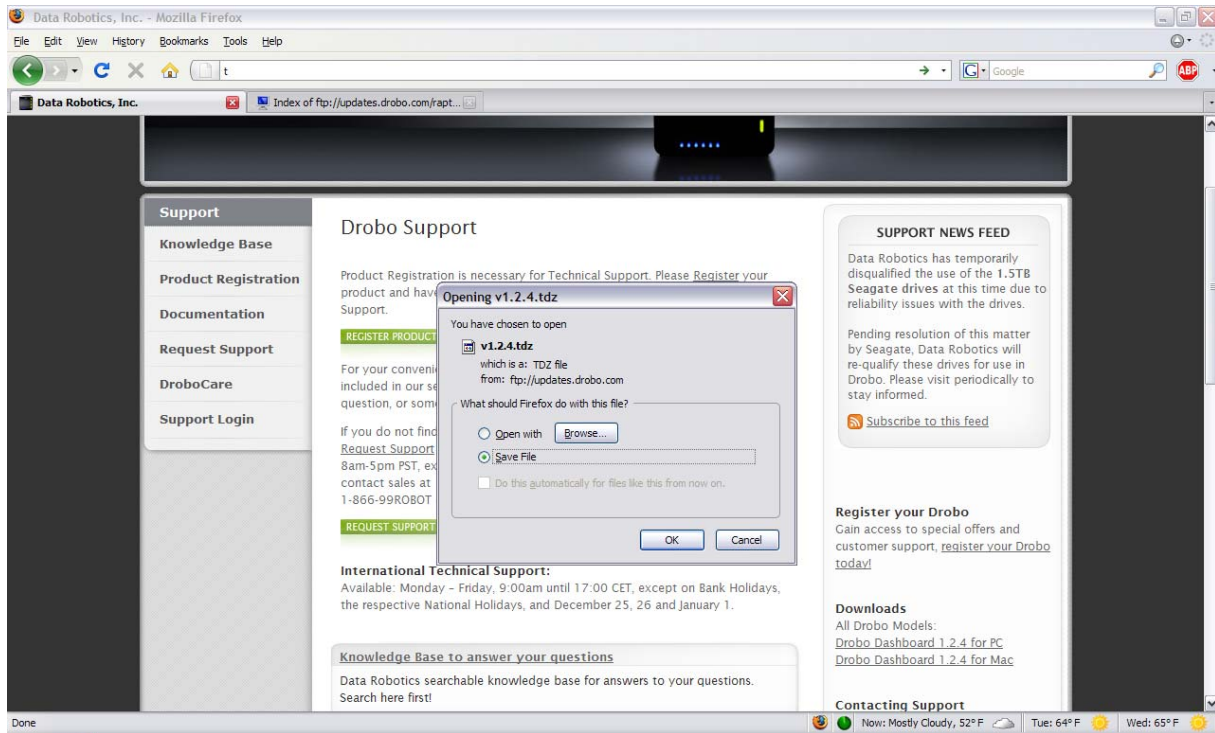 Data Robotics, Inc. - Mozilla Firefox
File Edit View History Bookmarks Tools Help
t
G Google
ABP
Data Robotics, Inc.
Index of ftp://updates.drobo.com/rapt...
Support
Knowledge Base
Product Registration
Documentation
Request Support
DroboCare
Support Login
Drobo Support
Product Registration is necessary for Technical Support. Please Register your
product and hav
Support.
REGISTER PRODUCT
For your conveni
included in our se
question, or som
If you do not find
Request Support
8am-5pm PST, ex
contact sales at
1-866-99ROBOT
REQUEST SUPPORT
International Technical Support:
Available: Monday – Friday, 9:00am until 17:00 CET, except on Bank Holidays,
the respective National Holidays, and December 25, 26 and January 1.
Knowledge Base to answer your questions
Data Robotics searchable knowledge base for answers to your questions.
Search here first!
Opening v1.2.4.tdz
You have chosen to open
v1.2.4.tdz
which is a: TDZ file
from: ftp://updates.drobo.com
What should Firefox do with this file?
Open with Browse...
Save File
Do this automatically for files like this from now on.
OK Cancel
SUPPORT NEWS FEED
Data Robotics has temporarily
disqualified the use of the 1.5TB
Seagate drives at this time due to
reliability issues with the drives.
Pending resolution of this matter
by Seagate, Data Robotics will
re-qualify these drives for use in
Drobo. Please visit periodically to
stay informed.
Subscribe to this feed
Register your Drobo
Gain access to special offers and
customer support, register your Drobo
today!
Downloads
All Drobo Models:
Drobo Dashboard 1.2.4 for PC
Drobo Dashboard 1.2.4 for Mac
Contacting Support
Done
Now: Mostly Cloudy, 52° F
Tue: 64° F
Wed: 65° F